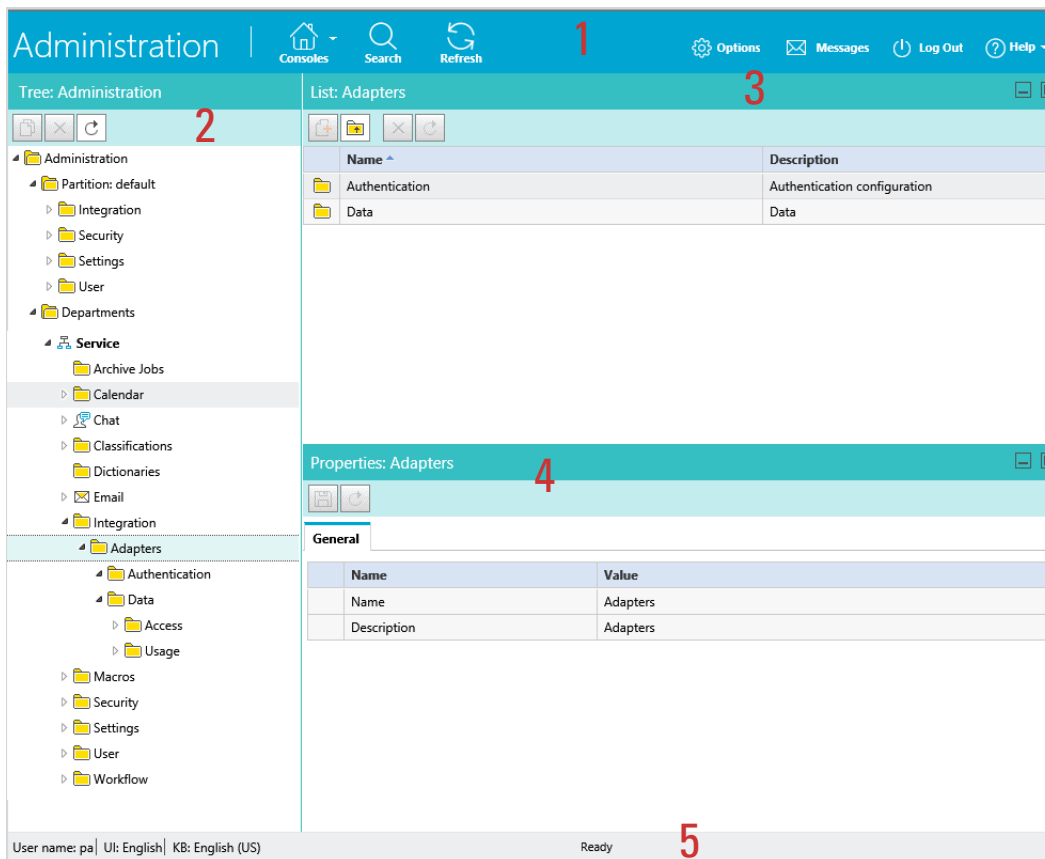 Administration Consoles Search Refresh 1 Options Messages Log Out Help
Tree: Administration
2
Administration
Partition: default
Integration
Security
Settings
User
Departments
Service
Archive Jobs
Calendar
Chat
Classifications
Dictionaries
Email
Integration
Adapters
Authentication
Data
Access
Usage
Macros
Security
Settings
User
Workflow
List: Adapters
3
Name Description
Authentication Authentication configuration
Data Data
Properties: Adapters
4
General
Name Value
Name Adapters
Description Adapters
User name: pa UI: English KB: English (US) Ready 5